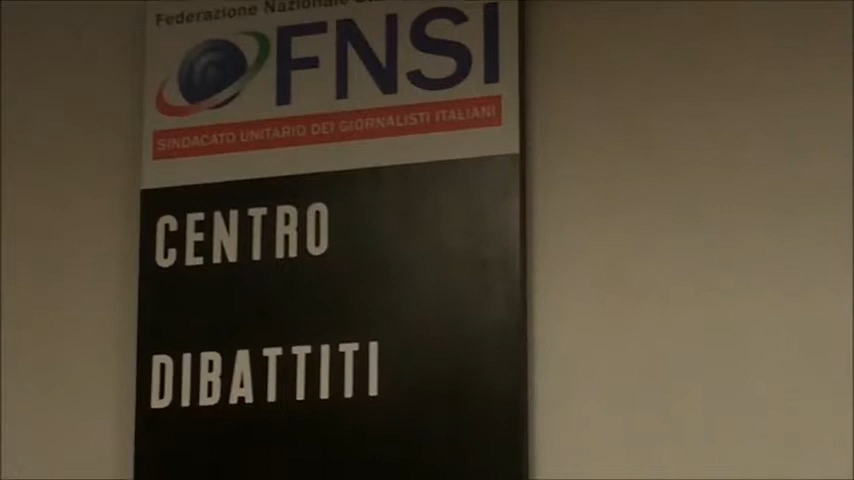 Federazione Nazionale
FNSI
SINDACATO UNITARIO DEI GIORNALISTI ITALIANI
CENTRO
DIBATTITI